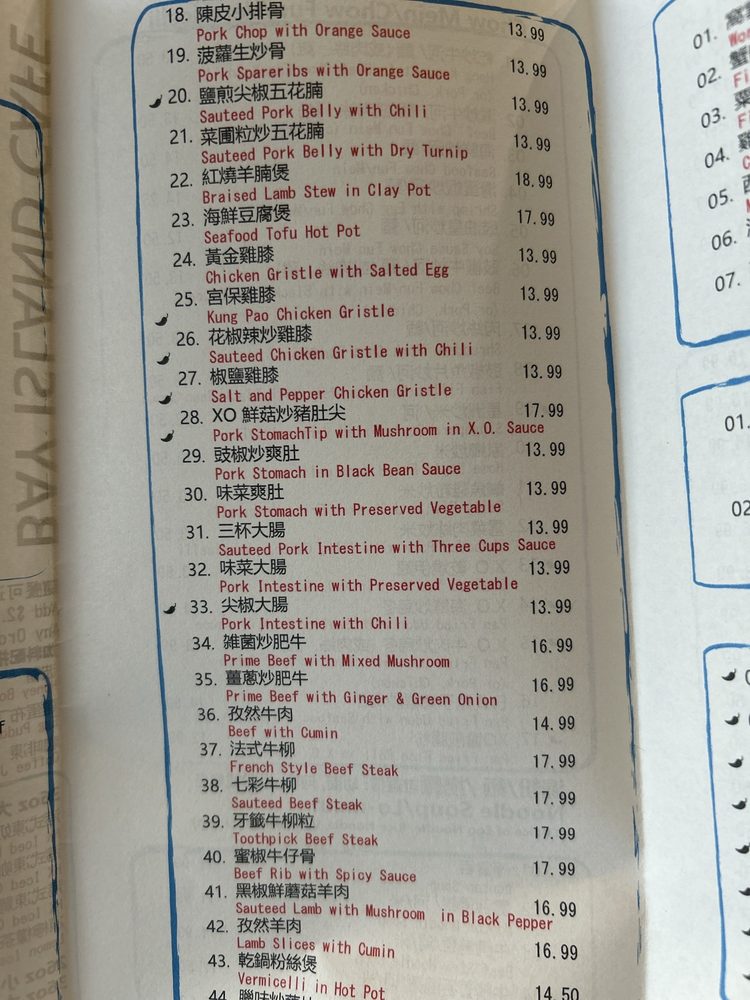 18. 陳皮小排骨
Pork Chop with Orange Sauce 13.99
19. 菠蘿生炒骨
Pork Spareribs with Orange Sauce 13.99
20. 鹽煎尖椒五花腩
Sauteed Pork Belly with Chili 13.99
21. 菜圃粒炒五花腩
Sauteed Pork Belly with Dry Turnip 13.99
22. 紅燒羊腩煲
Braised Lamb Stew in Clay Pot 18.99
23. 海鮮豆腐煲
Seafood Tofu Hot Pot 17.99
24. 黃金雞膝
Chicken Gristle with Salted Egg 13.99
25. 宮保雞膝
Kung Pao Chicken Gristle 13.99
26. 花椒辣炒雞膝
Sauteed Chicken Gristle with Chili 13.99
27. 椒鹽雞膝
Salt and Pepper Chicken Gristle 13.99
28. XO 鮮菇炒豬肚尖
Pork StomachTip with Mushroom in X.O. Sauce 17.99
29. 豉椒炒爽肚
Pork Stomach in Black Bean Sauce 13.99
30. 味菜爽肚
Pork Stomach with Preserved Vegetable 13.99
31. 三杯大腸
Sauteed Pork Intestine with Three Cups Sauce 13.99
32. 味菜大腸
Pork Intestine with Preserved Vegetable 13.99
33. 尖椒大腸
Pork Intestine with Chili 13.99
34. 雑菌炒肥牛
Prime Beef with Mixed Mushroom 16.99
35. 薑蔥炒肥牛
Prime Beef with Ginger & Green Onion 16.99
36. 孜然牛肉
Beef with Cumin 14.99
37. 法式牛柳
French Style Beef Steak 17.99
38. 七彩牛柳
Sauteed Beef Steak 17.99
39. 牙籤牛柳粒
Toothpick Beef Steak 17.99
40. 蜜椒牛仔骨
Beef Rib with Spicy Sauce 17.99
41. 黑椒鮮蘑菇羊肉
Sauteed Lamb with Mushroom in Black Pepper 16.99
42. 孜然羊肉
Lamb Slices with Cumin 16.99
43. 乾鍋粉絲煲
Vermicelli in Hot Pot 14.50
44.
01.
02.
03.
04.
05.
06.
07.
01.
02
BAY ISLAND CAFE